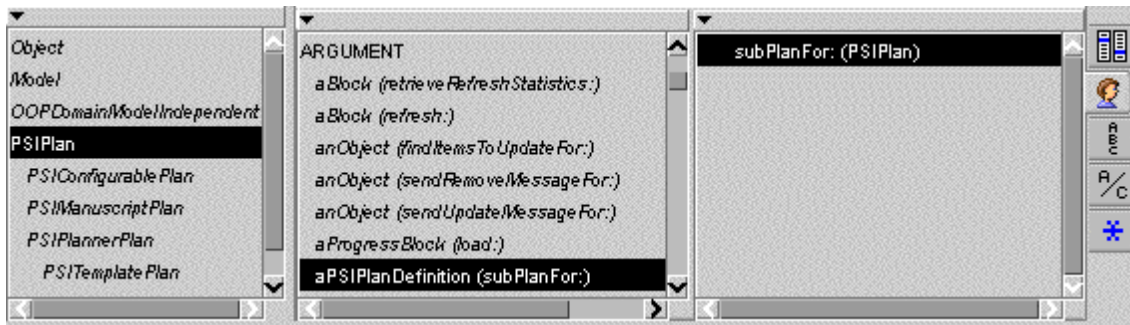 Object
Model
OOPDomainModelIndependent
PSIPlan
PSIConfigurablePlan
PSIManuscriptPlan
PSIPlannerPlan
PSITemplatePlan
ARGUMENT
aBlock (retrieveRefreshStatistics:)
aBlock (refresh:)
anObject (findItemsToUpdateFor:)
anObject (sendRemoveMessageFor:)
anObject (sendUpdateMessageFor:)
aProgressBlock (load:)
aPSIPlanDefinition (subPlanFor:)
subPlanFor: (PSIPlan)
A
B
C
A/C